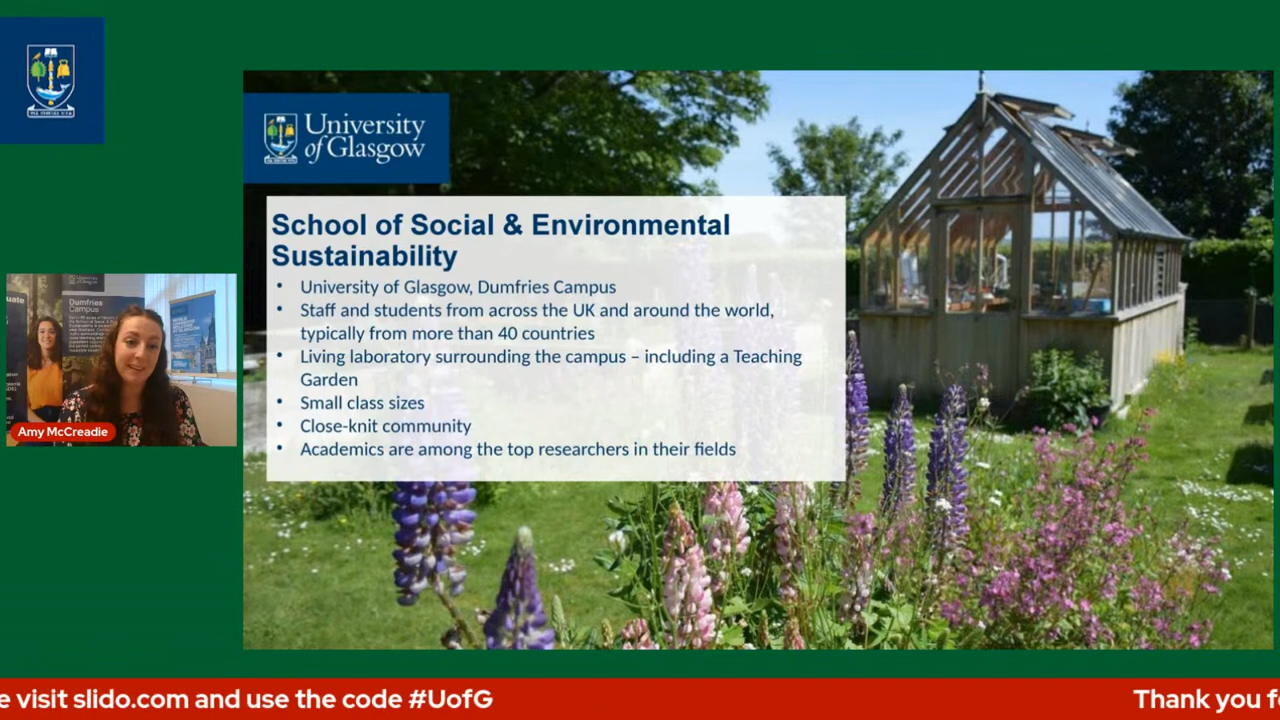 University
of Glasgow
School of Social & Environmental
Sustainability
• University of Glasgow, Dumfries Campus
• Staff and students from across the UK and around the world,
typically from more than 40 countries
• Living laboratory surrounding the campus – including a Teaching
Garden
• Small class sizes
• Close-knit community
• Academics are among the top researchers in their fields
uate
Dumfries
Campus
Amy McCreadie
e visit slido.com and use the code #UofG
Thank you fo